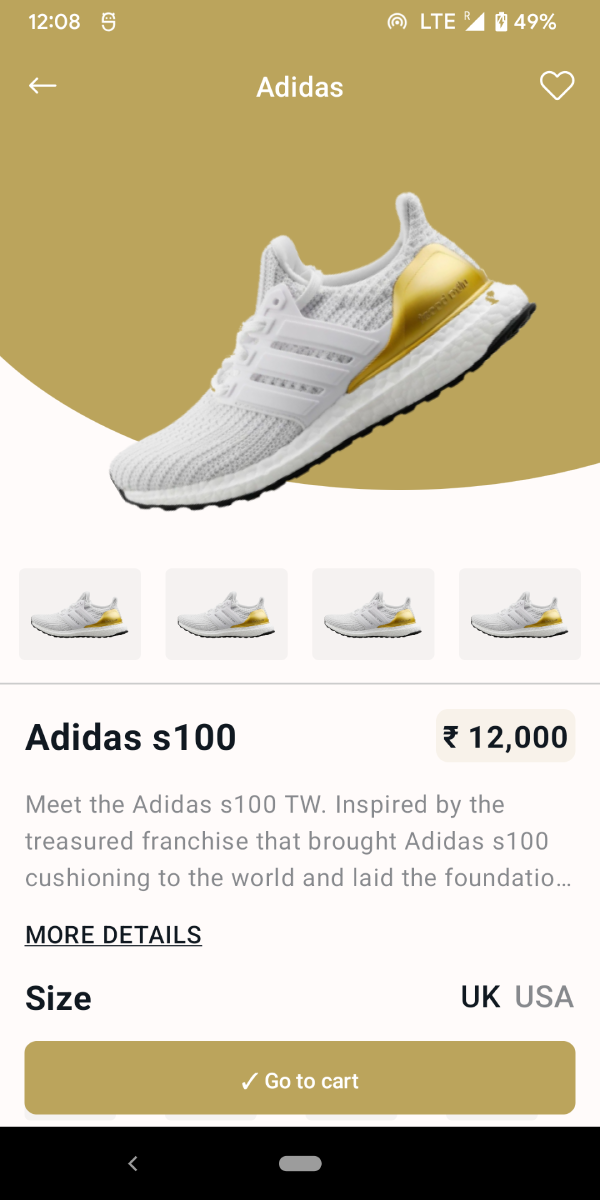 12:08 LTE R 49%
Adidas
Adidas s100
₹ 12,000
Meet the Adidas s100 TW. Inspired by the
treasured franchise that brought Adidas s100
cushioning to the world and laid the foundatio...
MORE DETAILS
Size
UK USA
✓ Go to cart